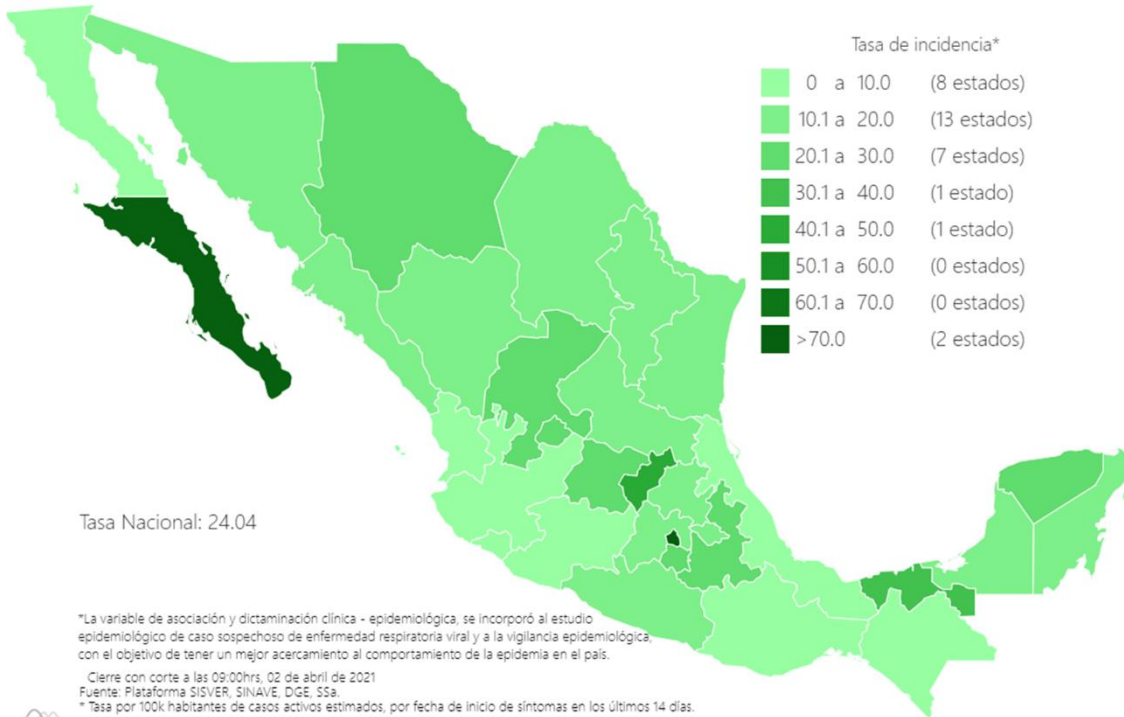 Tasa de incidencia*
0 a 10.0 (8 estados)
10.1 a 20.0 (13 estados)
20.1 a 30.0 (7 estados)
30.1 a 40.0 (1 estado)
40.1 a 50.0 (1 estado)
50.1 a 60.0 (0 estados)
60.1 a 70.0 (0 estados)
>70.0 (2 estados)
Tasa Nacional: 24.04
*La variable de asociación y dictaminación clínica - epidemiológica, se incorporó al estudio
epidemiológico de caso sospechoso de enfermedad respiratoria viral y a la vigilancia epidemiológica,
con el objetivo de tener un mejor acercamiento al comportamiento de la epidemia en el país.
Cierre con corte a las 09:00hrs, 02 de abril de 2021
Fuente: Plataforma SISVER, SINAVE, DGE, SSa.
* Tasa por 100k habitantes de casos activos estimados, por fecha de inicio de síntomas en los últimos 14 días.